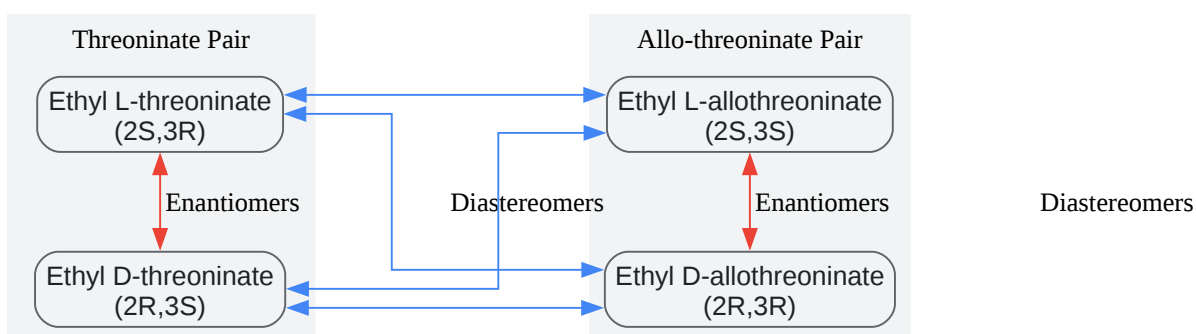 Threoninate Pair
Allo-threoninate Pair
Ethyl L-threoninate
(2S,3R)
Ethyl L-allothreoninate
(2S,3S)
Enantiomers
Diastereomers
Enantiomers
Diastereomers
Ethyl D-threoninate
(2R,3S)
Ethyl D-allothreoninate
(2R,3R)